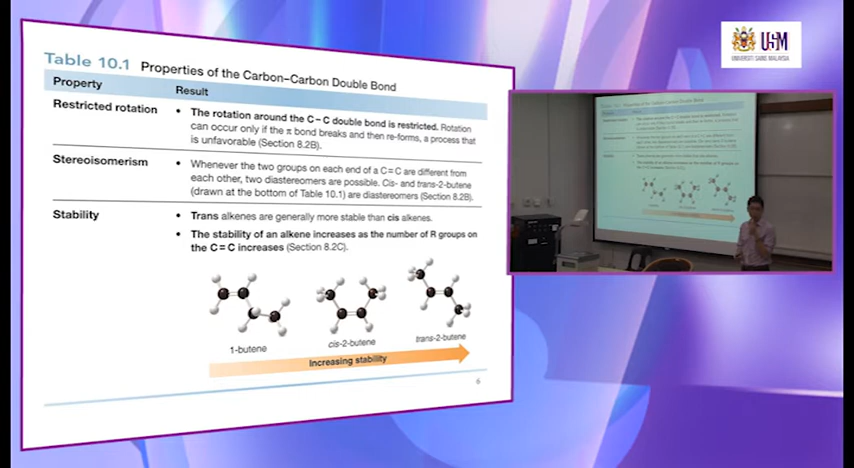 USM
UNIVERSITI SAINS MALAYSIA
Table 10.1 Properties of the Carbon–Carbon Double Bond
Property Result
Restricted rotation • The rotation around the C – C double bond is restricted. Rotation
can occur only if the π bond breaks and then re-forms, a process that
is unfavorable (Section 8.2B).
Stereoisomerism • Whenever the two groups on each end of a C=C are different from
each other, two diastereomers are possible. Cis- and trans-2-butene
(drawn at the bottom of Table 10.1) are diastereomers (Section 8.2B).
Stability • Trans alkenes are generally more stable than cis alkenes.
• The stability of an alkene increases as the number of R groups on
the C=C increases (Section 8.2C).
1-butene cis-2-butene trans-2-butene
Increasing stability
6